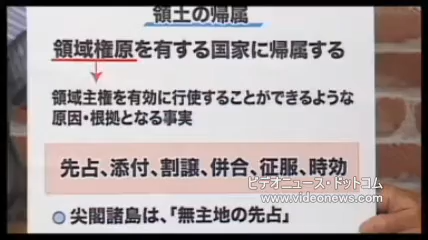 領土の帰属
領域権原を有する国家に帰属する
領域主権を有効に行使することができるような
原因・根拠となる事実
先占、添付、割譲、併合、征服、時効
ビデオニュース・ドットコム
www.videonews.com
尖閣諸島は、「無主地の先占」